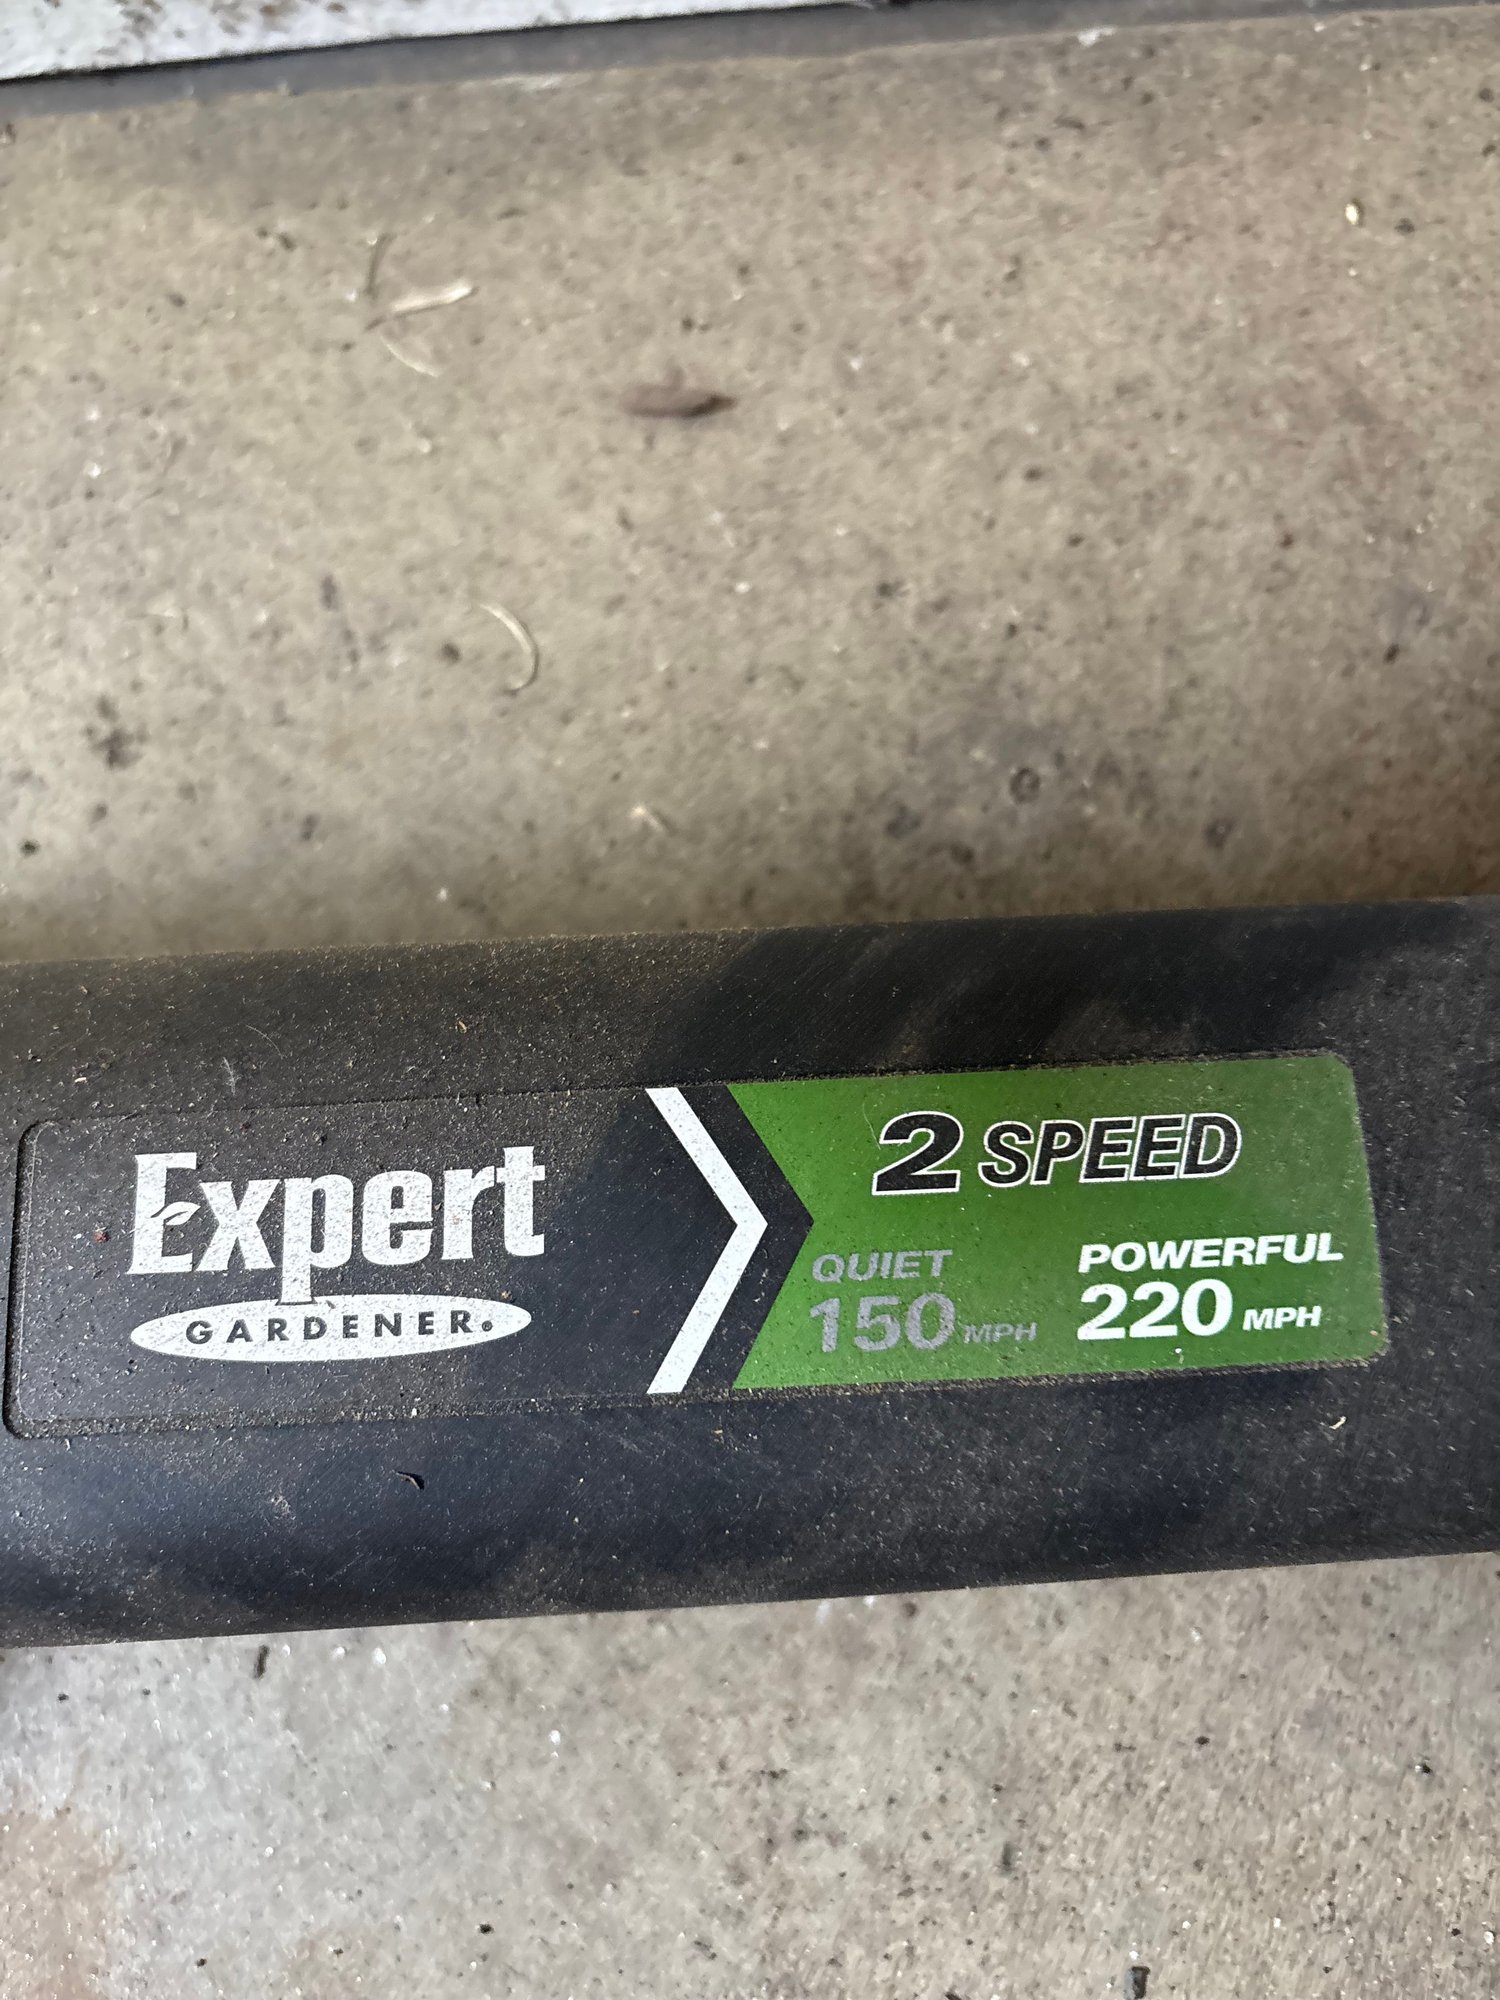 Expert
GARDENER®
2 SPEED
QUIET
150 MPH
POWERFUL
220 MPH